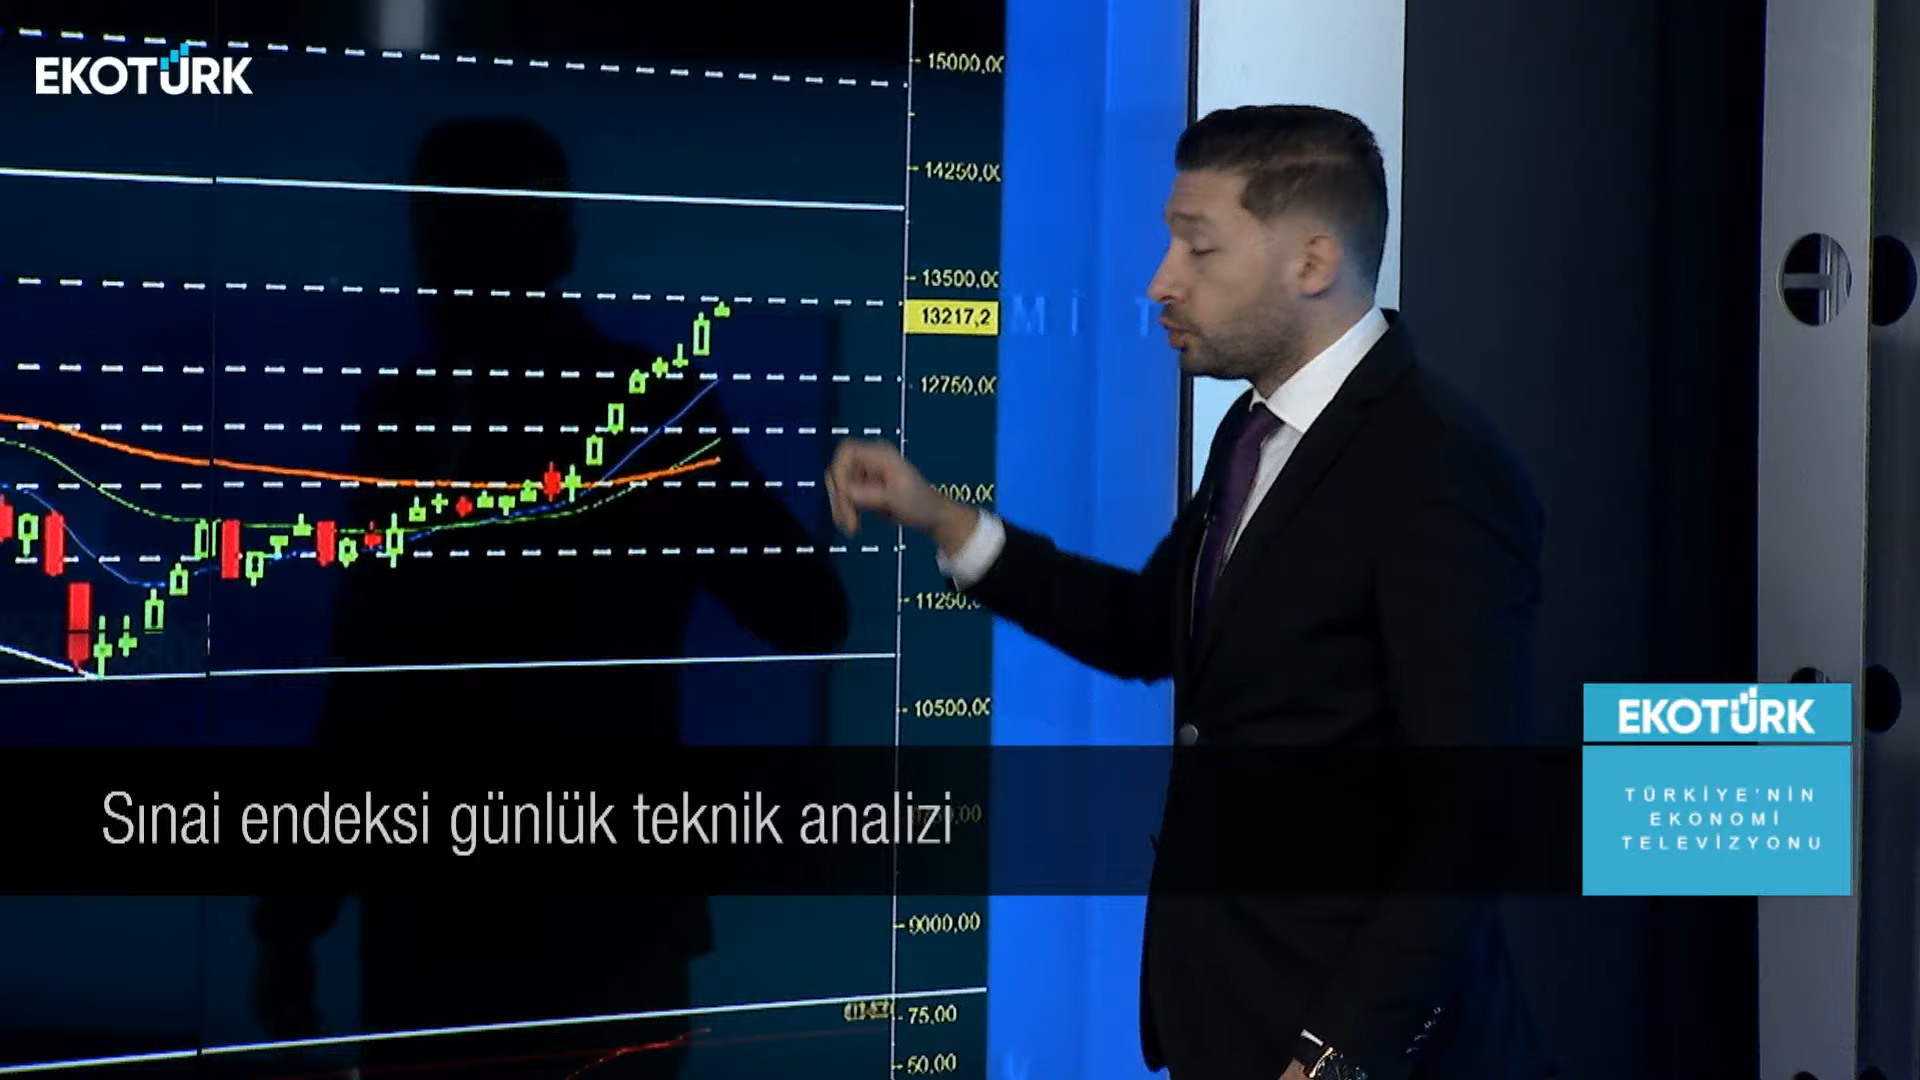 EKOTÜRK
15000,00
14250,00
13500,00
13217,2
12750,00
11250,
10500,00
9000,00
75,00
50,00
Sınai endeksi günlük teknik analizi
EKOTÜRK
TÜRKİYE'NİN
EKONOMİ
TELEVİZYONU